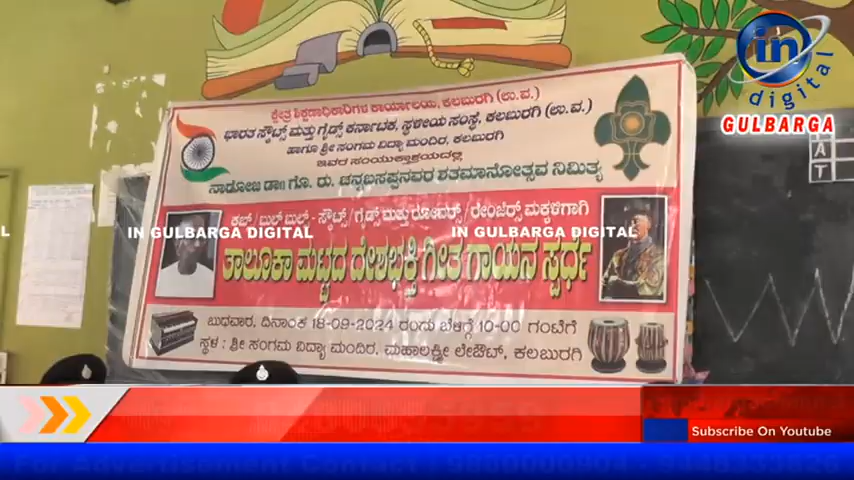 in
digital
GULBARGA
ಕ್ಷೇತ್ರ ಶಿಕ್ಷಣಾಧಿಕಾರಿಗಳ ಕಾರ್ಯಾಲಯ, ಕಲಬುರಗಿ (ಉ.ವ.)
ಭಾರತ ಸ್ಕೌಟ್ಸ್ ಮತ್ತು ಗೈಡ್ಸ್ ಕರ್ನಾಟಕ, ಸ್ಥಳೀಯ ಸಂಸ್ಥೆ, ಕಲಬುರಗಿ (ಉ.ವ.)
ಹಾಗೂ ಶ್ರೀ ಸಂಗಮ ವಿದ್ಯಾ ಮಂದಿರ, ಕಲಬುರಗಿ
ಇವರ ಸಂಯುಕ್ತಾಶ್ರಯದಲ್ಲಿ
ನಾಡೋಜ ಡಾ॥ ಗೊ. ರು. ಚನ್ನಬಸಪ್ಪನವರ ಶತಮಾನೋತ್ಸವ ನಿಮಿತ್ಯ
ಕಬ್ / ಬುಲ್ ಬುಲ್ - ಸ್ಕೌಟ್ಸ್ / ಗೈಡ್ಸ್ ಮತ್ತು ರೋವರ್ಸ್ / ರೇಂಜರ್ಸ್ ಮಕ್ಕಳಿಗಾಗಿ
IN GULBARGA DIGITAL IN GULBARGA DIGITAL
ತಾಲೂಕಾ ಮಟ್ಟದ ದೇಶಭಕ್ತಿ ಗೀತ ಗಾಯನ ಸ್ಪರ್ಧೆ
ಬುಧವಾರ, ದಿನಾಂಕ 18-09-2024 ರಂದು ಬೆಳಿಗ್ಗೆ 10-00 ಗಂಟೆಗೆ
ಸ್ಥಳ : ಶ್ರೀ ಸಂಗಮ ವಿದ್ಯಾ ಮಂದಿರ, ಮಹಾಲಕ್ಷ್ಮೀ ಲೇಔಟ್, ಕಲಬುರಗಿ
Subscribe On Youtube